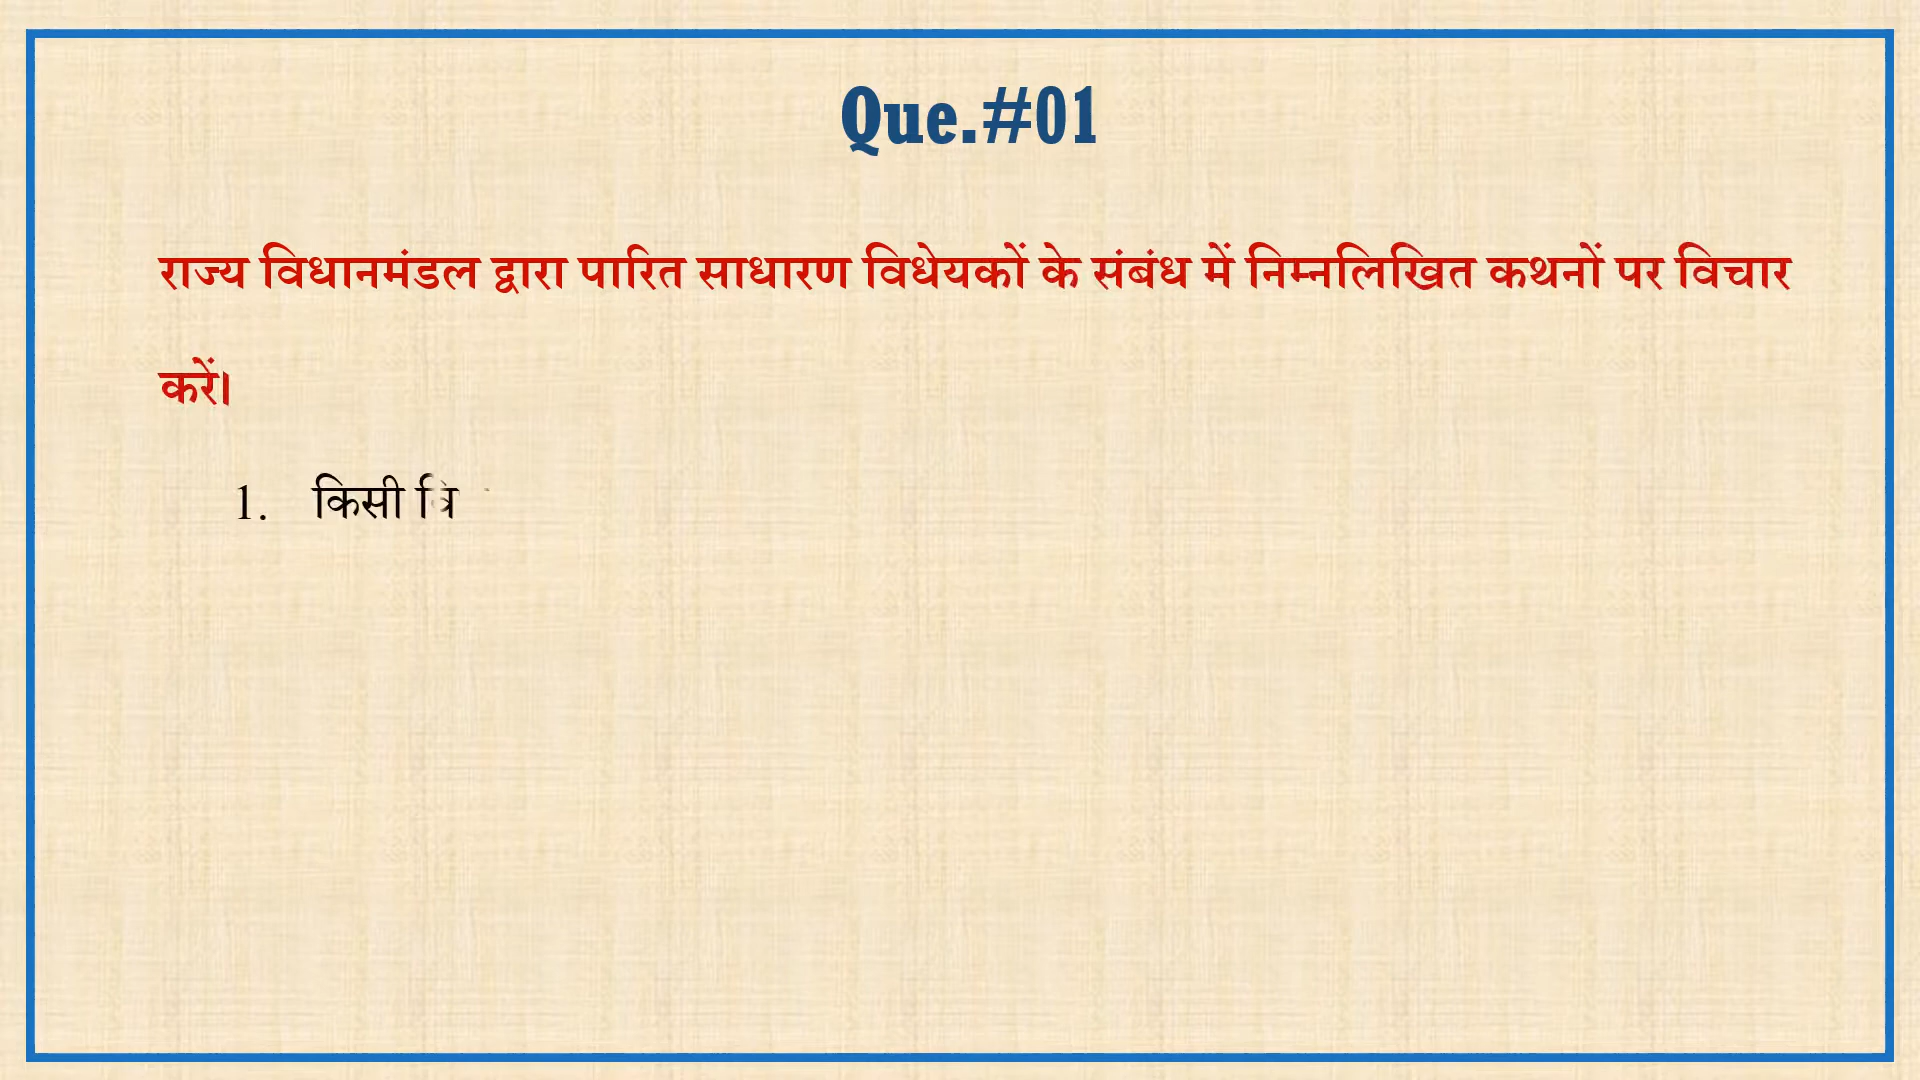 Que.#01
राज्य विधानमंडल द्वारा पारित साधारण विधेयकों के संबंध में निम्नलिखित कथनों पर विचार
करें।
1. किसी